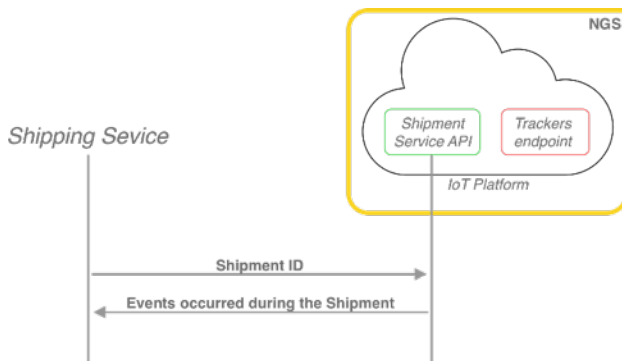 NGS
Shipping Sevice
Shipment
Service API
Trackers
endpoint
IoT Platform
Shipment ID
Events occurred during the Shipment